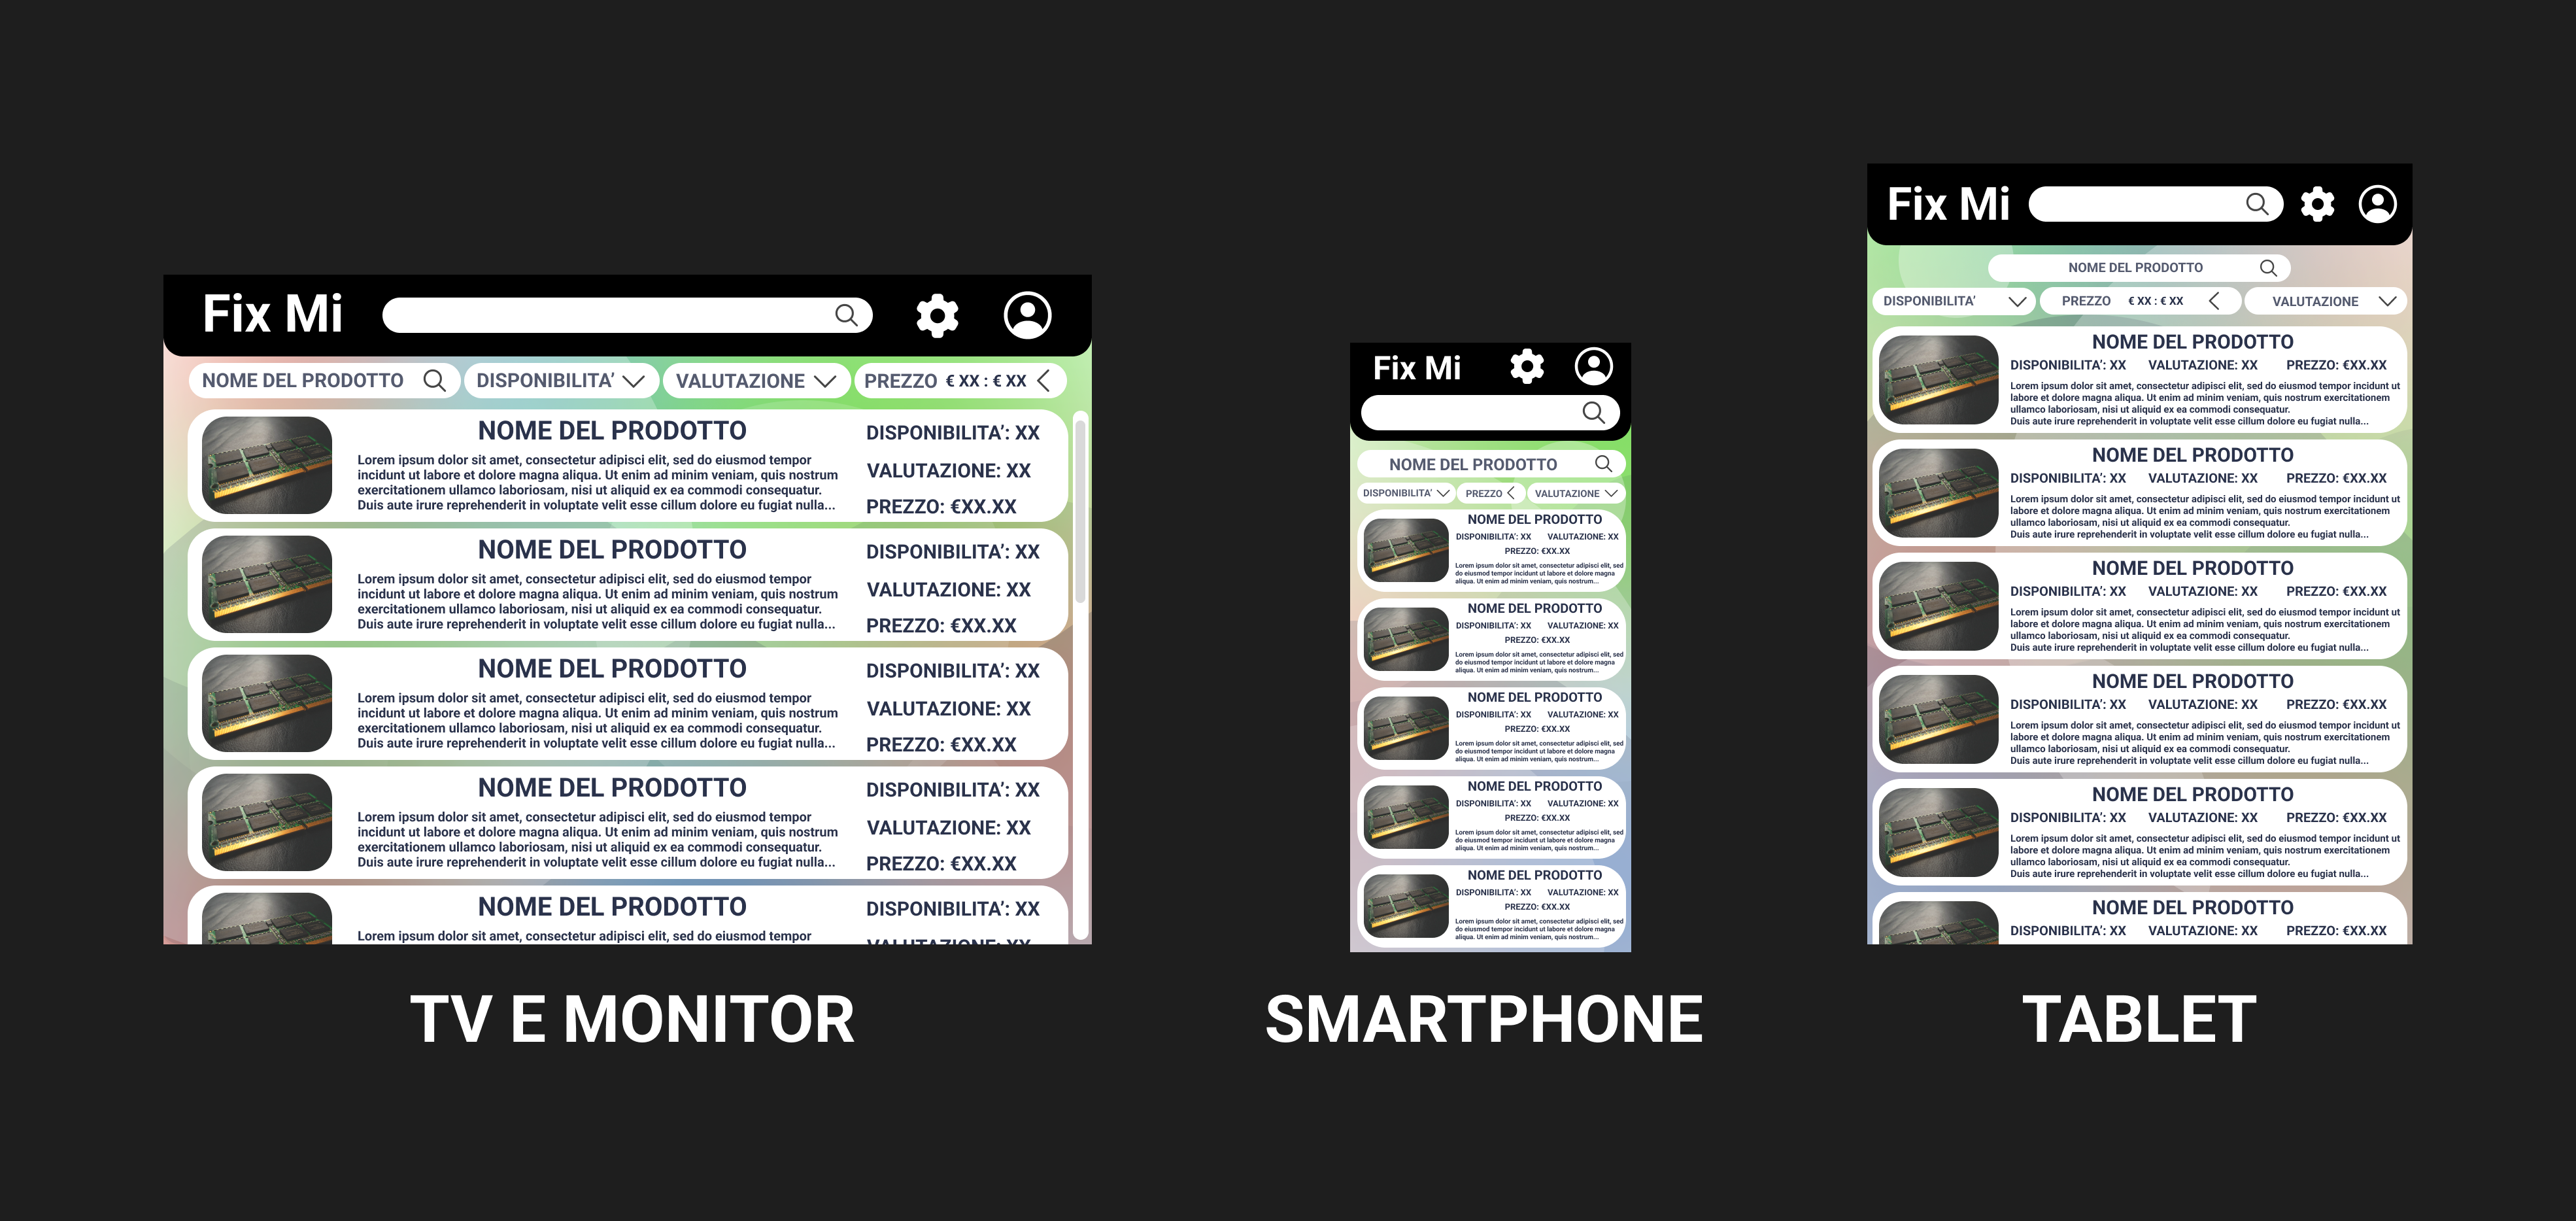 Fix Mi
NOME DEL PRODOTTO
DISPONIBILITA’
VALUTAZIONE
PREZZO € XX : € XX
NOME DEL PRODOTTO
Lorem ipsum dolor sit amet, consectetur adipisci elit, sed do eiusmod tempor
incidunt ut labore et dolore magna aliqua. Ut enim ad minim veniam, quis nostrum
exercitationem ullamco laboriosam, nisi ut aliquid ex ea commodi consequatur.
Duis aute irure reprehenderit in voluptate velit esse cillum dolore eu fugiat nulla...
DISPONIBILITA’: XX
VALUTAZIONE: XX
PREZZO: €XX.XX
NOME DEL PRODOTTO
Lorem ipsum dolor sit amet, consectetur adipisci elit, sed do eiusmod tempor
incidunt ut labore et dolore magna aliqua. Ut enim ad minim veniam, quis nostrum
exercitationem ullamco laboriosam, nisi ut aliquid ex ea commodi consequatur.
Duis aute irure reprehenderit in voluptate velit esse cillum dolore eu fugiat nulla...
DISPONIBILITA’: XX
VALUTAZIONE: XX
PREZZO: €XX.XX
NOME DEL PRODOTTO
Lorem ipsum dolor sit amet, consectetur adipisci elit, sed do eiusmod tempor
incidunt ut labore et dolore magna aliqua. Ut enim ad minim veniam, quis nostrum
exercitationem ullamco laboriosam, nisi ut aliquid ex ea commodi consequatur.
Duis aute irure reprehenderit in voluptate velit esse cillum dolore eu fugiat nulla...
DISPONIBILITA’: XX
VALUTAZIONE: XX
PREZZO: €XX.XX
NOME DEL PRODOTTO
Lorem ipsum dolor sit amet, consectetur adipisci elit, sed do eiusmod tempor
incidunt ut labore et dolore magna aliqua. Ut enim ad minim veniam, quis nostrum
exercitationem ullamco laboriosam, nisi ut aliquid ex ea commodi consequatur.
Duis aute irure reprehenderit in voluptate velit esse cillum dolore eu fugiat nulla...
DISPONIBILITA’: XX
VALUTAZIONE: XX
PREZZO: €XX.XX
NOME DEL PRODOTTO
Lorem ipsum dolor sit amet, consectetur adipisci elit, sed do eiusmod tempor
DISPONIBILITA’: XX
VALUTAZIONE: XX
TV E MONITOR
Fix Mi
NOME DEL PRODOTTO
DISPONIBILITA’
PREZZO
VALUTAZIONE
NOME DEL PRODOTTO
DISPONIBILITA’: XX VALUTAZIONE: XX
PREZZO: €XX.XX
Lorem ipsum dolor sit amet, consectetur adipisci elit, sed
do eiusmod tempor incidunt ut labore et dolore magna
aliqua. Ut enim ad minim veniam, quis nostrum...
NOME DEL PRODOTTO
DISPONIBILITA’: XX VALUTAZIONE: XX
PREZZO: €XX.XX
Lorem ipsum dolor sit amet, consectetur adipisci elit, sed
do eiusmod tempor incidunt ut labore et dolore magna
aliqua. Ut enim ad minim veniam, quis nostrum...
NOME DEL PRODOTTO
DISPONIBILITA’: XX VALUTAZIONE: XX
PREZZO: €XX.XX
Lorem ipsum dolor sit amet, consectetur adipisci elit, sed
do eiusmod tempor incidunt ut labore et dolore magna
aliqua. Ut enim ad minim veniam, quis nostrum...
NOME DEL PRODOTTO
DISPONIBILITA’: XX VALUTAZIONE: XX
PREZZO: €XX.XX
Lorem ipsum dolor sit amet, consectetur adipisci elit, sed
do eiusmod tempor incidunt ut labore et dolore magna
aliqua. Ut enim ad minim veniam, quis nostrum...
NOME DEL PRODOTTO
DISPONIBILITA’: XX VALUTAZIONE: XX
PREZZO: €XX.XX
Lorem ipsum dolor sit amet, consectetur adipisci elit, sed
do eiusmod tempor incidunt ut labore et dolore magna
aliqua. Ut enim ad minim veniam, quis nostrum...
SMARTPHONE
Fix Mi
NOME DEL PRODOTTO
DISPONIBILITA’
PREZZO € XX : € XX
VALUTAZIONE
NOME DEL PRODOTTO
DISPONIBILITA’: XX VALUTAZIONE: XX PREZZO: €XX.XX
Lorem ipsum dolor sit amet, consectetur adipisci elit, sed do eiusmod tempor incidunt ut
labore et dolore magna aliqua. Ut enim ad minim veniam, quis nostrum exercitationem
ullamco laboriosam, nisi ut aliquid ex ea commodi consequatur.
Duis aute irure reprehenderit in voluptate velit esse cillum dolore eu fugiat nulla...
NOME DEL PRODOTTO
DISPONIBILITA’: XX VALUTAZIONE: XX PREZZO: €XX.XX
Lorem ipsum dolor sit amet, consectetur adipisci elit, sed do eiusmod tempor incidunt ut
labore et dolore magna aliqua. Ut enim ad minim veniam, quis nostrum exercitationem
ullamco laboriosam, nisi ut aliquid ex ea commodi consequatur.
Duis aute irure reprehenderit in voluptate velit esse cillum dolore eu fugiat nulla...
NOME DEL PRODOTTO
DISPONIBILITA’: XX VALUTAZIONE: XX PREZZO: €XX.XX
Lorem ipsum dolor sit amet, consectetur adipisci elit, sed do eiusmod tempor incidunt ut
labore et dolore magna aliqua. Ut enim ad minim veniam, quis nostrum exercitationem
ullamco laboriosam, nisi ut aliquid ex ea commodi consequatur.
Duis aute irure reprehenderit in voluptate velit esse cillum dolore eu fugiat nulla...
NOME DEL PRODOTTO
DISPONIBILITA’: XX VALUTAZIONE: XX PREZZO: €XX.XX
Lorem ipsum dolor sit amet, consectetur adipisci elit, sed do eiusmod tempor incidunt ut
labore et dolore magna aliqua. Ut enim ad minim veniam, quis nostrum exercitationem
ullamco laboriosam, nisi ut aliquid ex ea commodi consequatur.
Duis aute irure reprehenderit in voluptate velit esse cillum dolore eu fugiat nulla...
NOME DEL PRODOTTO
DISPONIBILITA’: XX VALUTAZIONE: XX PREZZO: €XX.XX
Lorem ipsum dolor sit amet, consectetur adipisci elit, sed do eiusmod tempor incidunt ut
labore et dolore magna aliqua. Ut enim ad minim veniam, quis nostrum exercitationem
ullamco laboriosam, nisi ut aliquid ex ea commodi consequatur.
Duis aute irure reprehenderit in voluptate velit esse cillum dolore eu fugiat nulla...
NOME DEL PRODOTTO
DISPONIBILITA’: XX VALUTAZIONE: XX PREZZO: €XX.XX
TABLET